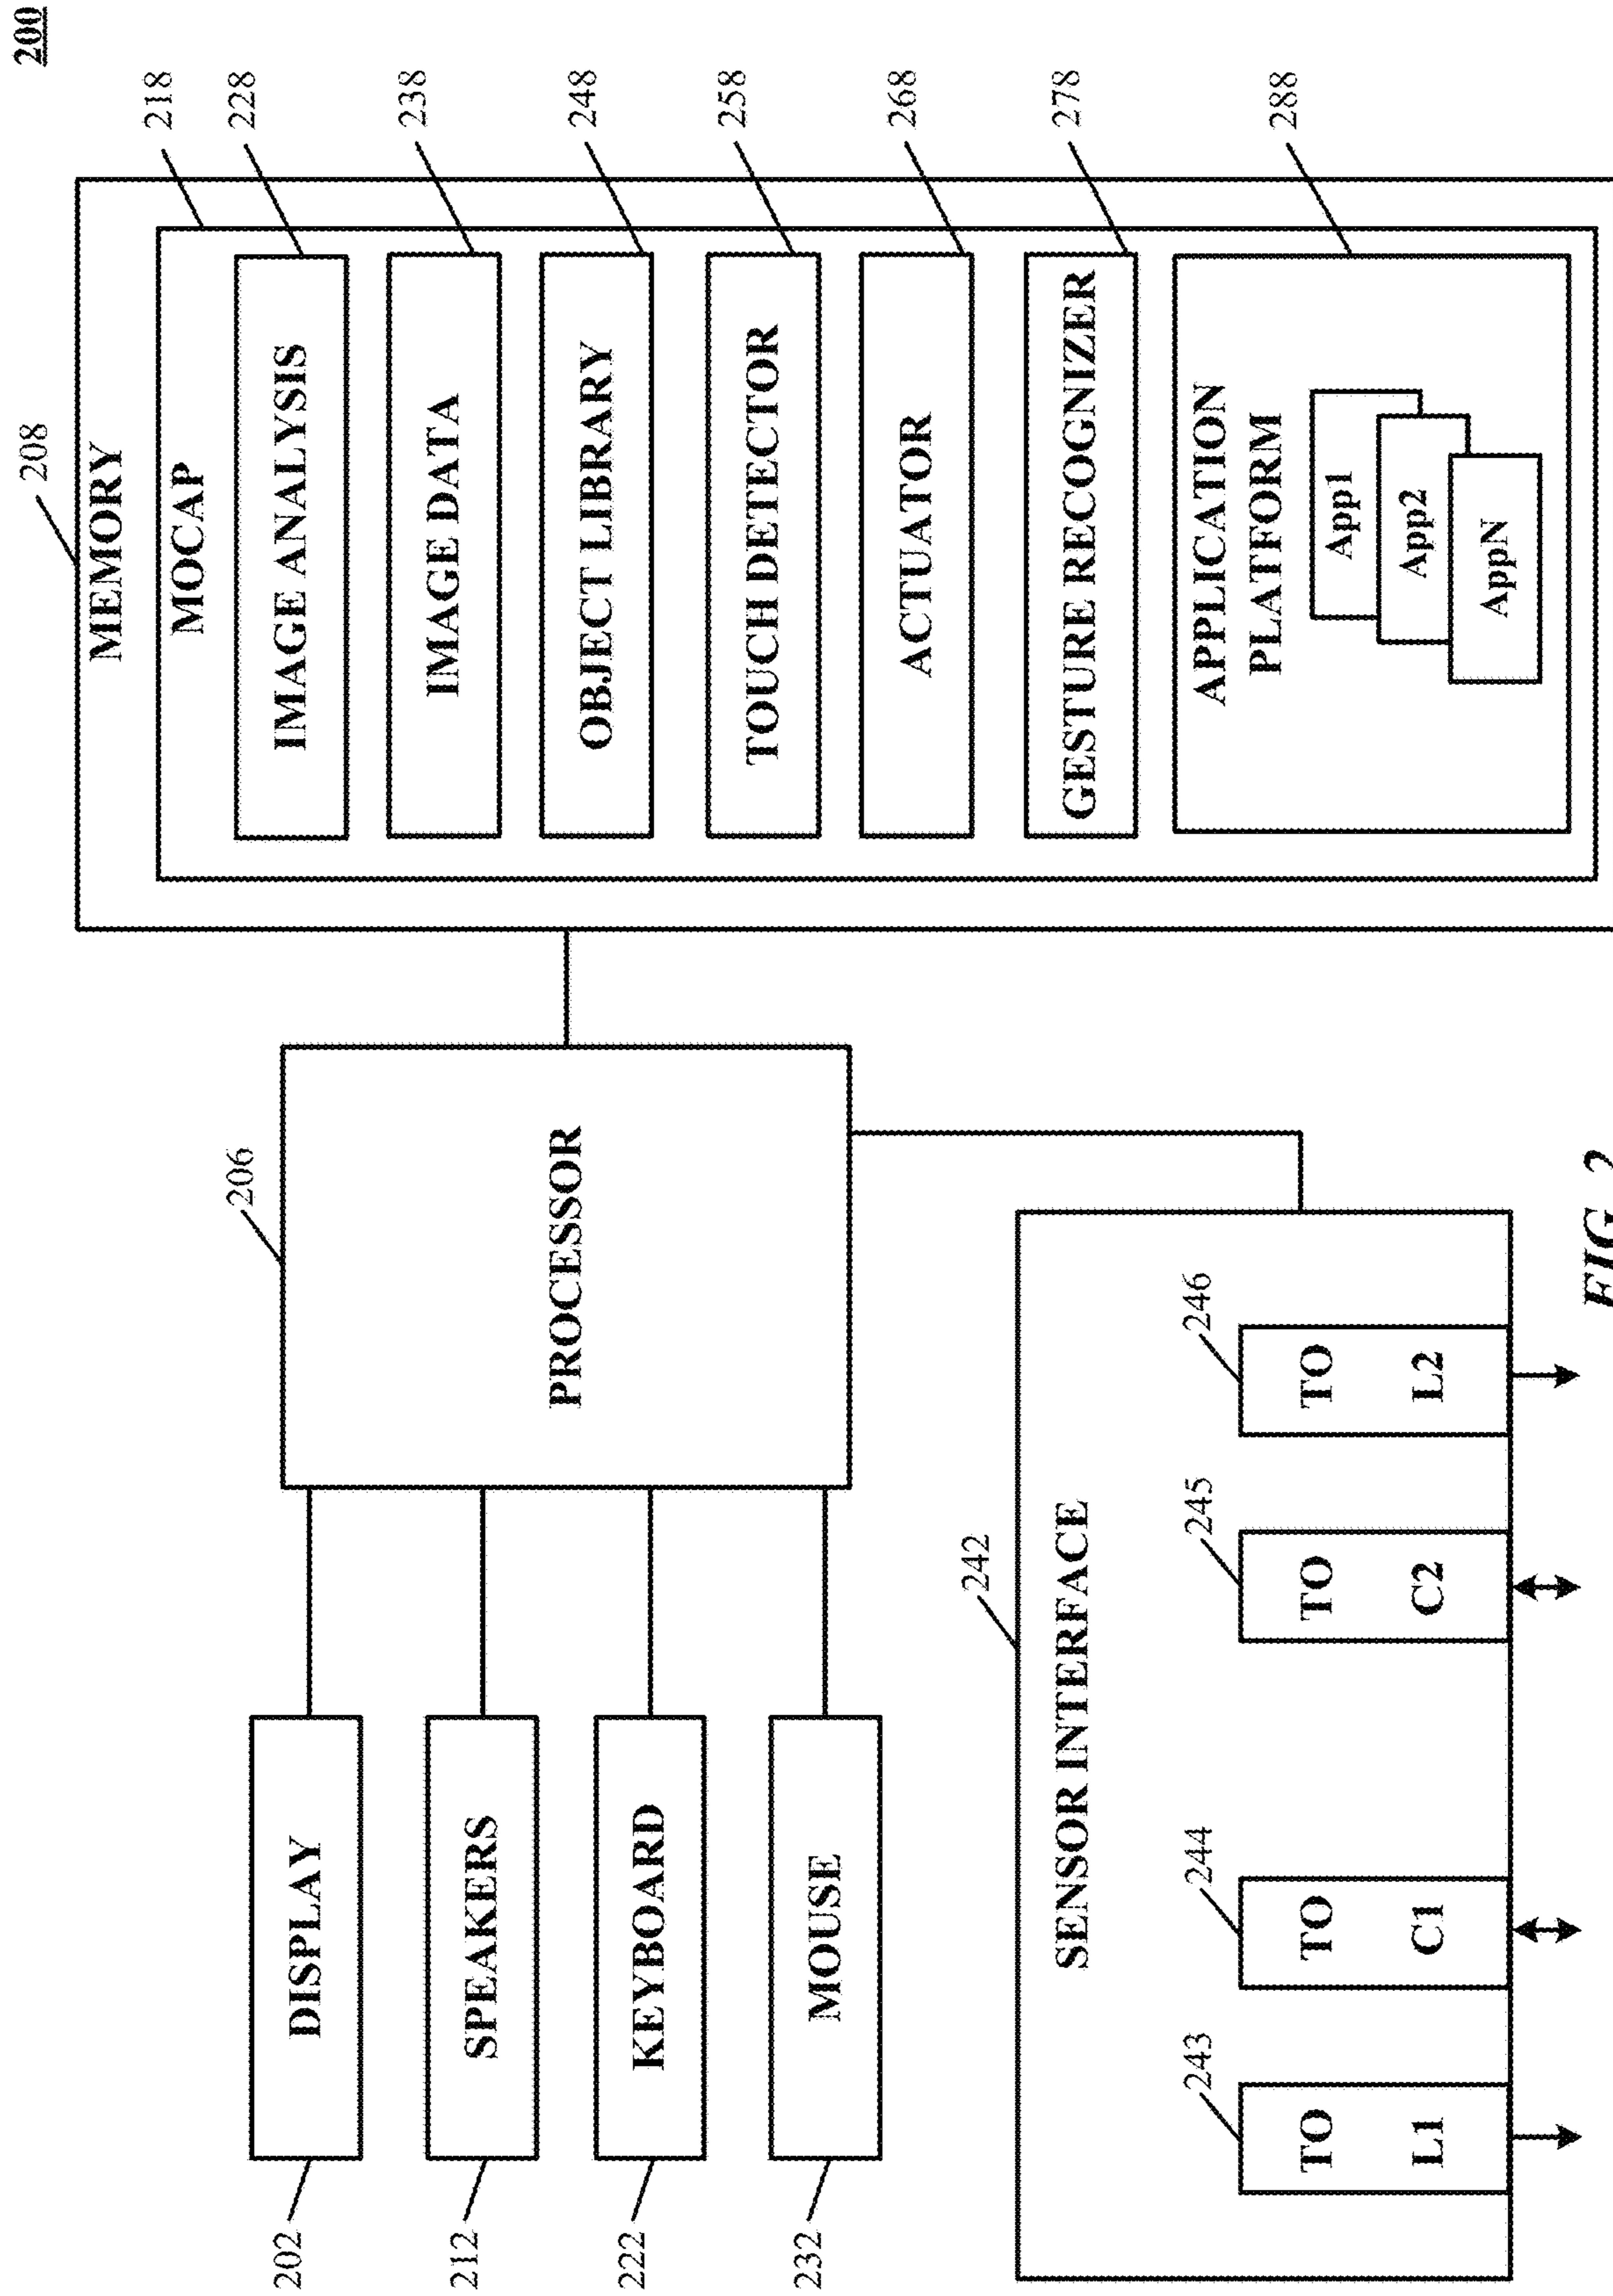 200
208
MEMORY
218
MOCAP
228
IMAGE ANALYSIS
238
IMAGE DATA
248
OBJECT LIBRARY
258
TOUCH DETECTOR
268
ACTUATOR
278
GESTURE RECOGNIZER
288
APPLICATION
PLATFORM
App1
App2
AppN
206
PROCESSOR
202
DISPLAY
212
SPEAKERS
222
KEYBOARD
232
MOUSE
242
SENSOR INTERFACE
243
TO
L1
244
TO
C1
245
TO
C2
246
TO
L2
FIG. 2